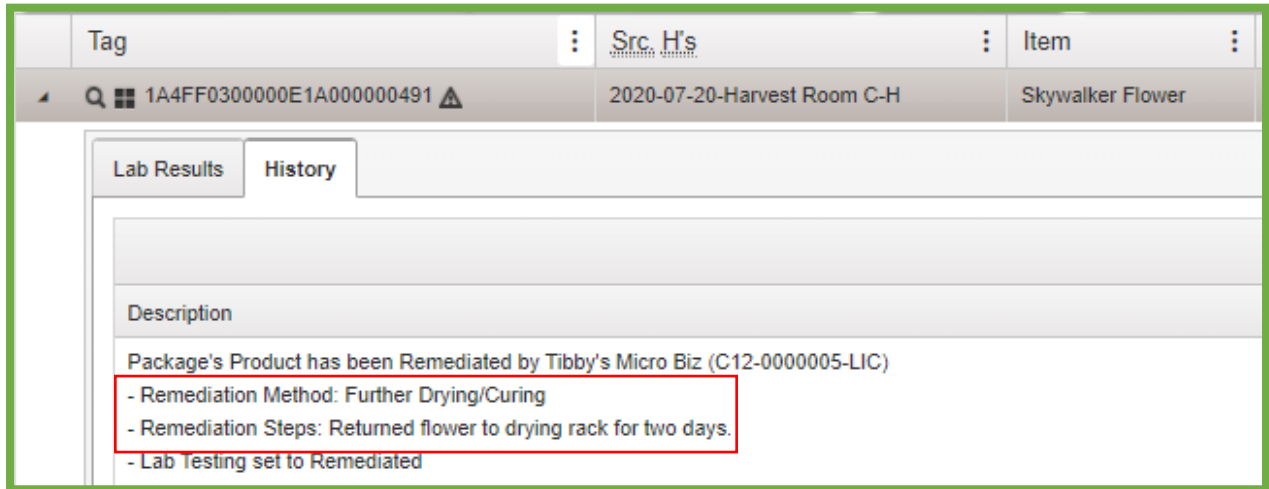 Tag Src. H's Item
1A4FF0300000E1A000000491 2020-07-20-Harvest Room C-H Skywalker Flower
Lab Results History
Description
Package's Product has been Remediated by Tibby's Micro Biz (C12-0000005-LIC)
- Remediation Method: Further Drying/Curing
- Remediation Steps: Returned flower to drying rack for two days.
- Lab Testing set to Remediated